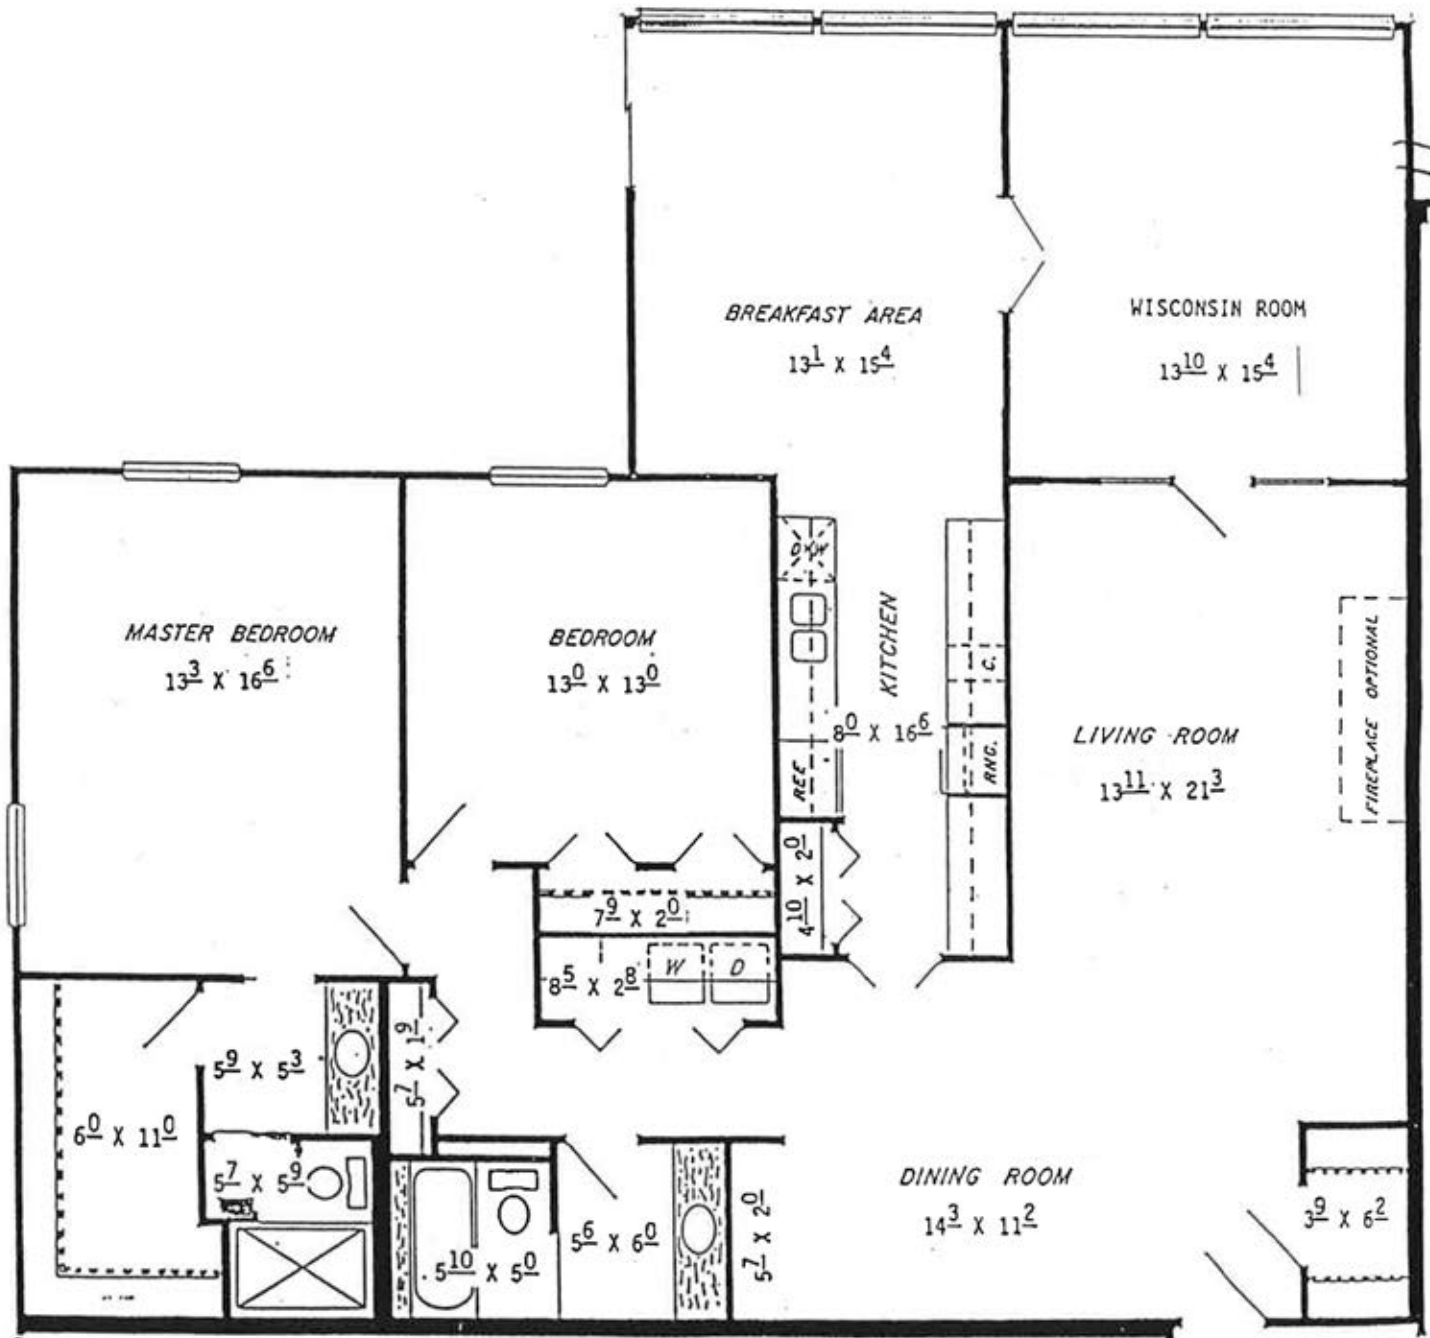 BREAKFAST AREA
13 1 X 15 4
WISCONSIN ROOM
13 10 X 15 4
MASTER BEDROOM
13 3 X 16 6
BEDROOM
13 0 X 13 0
D W
KITCHEN
8 0 X 16 6
C.
RNG.
REF
LIVING ROOM
13 11 X 21 3
FIREPLACE OPTIONAL
4 10 X 2 0
7 9 X 2 0
8 5 X 2 8
W
D
5 9 X 5 3
5 7 X 1 9
6 0 X 11 0
5 7 X 5 9
5 10 X 5 0
5 6 X 6 0
5 7 X 2 0
DINING ROOM
14 3 X 11 2
3 9 X 6 2